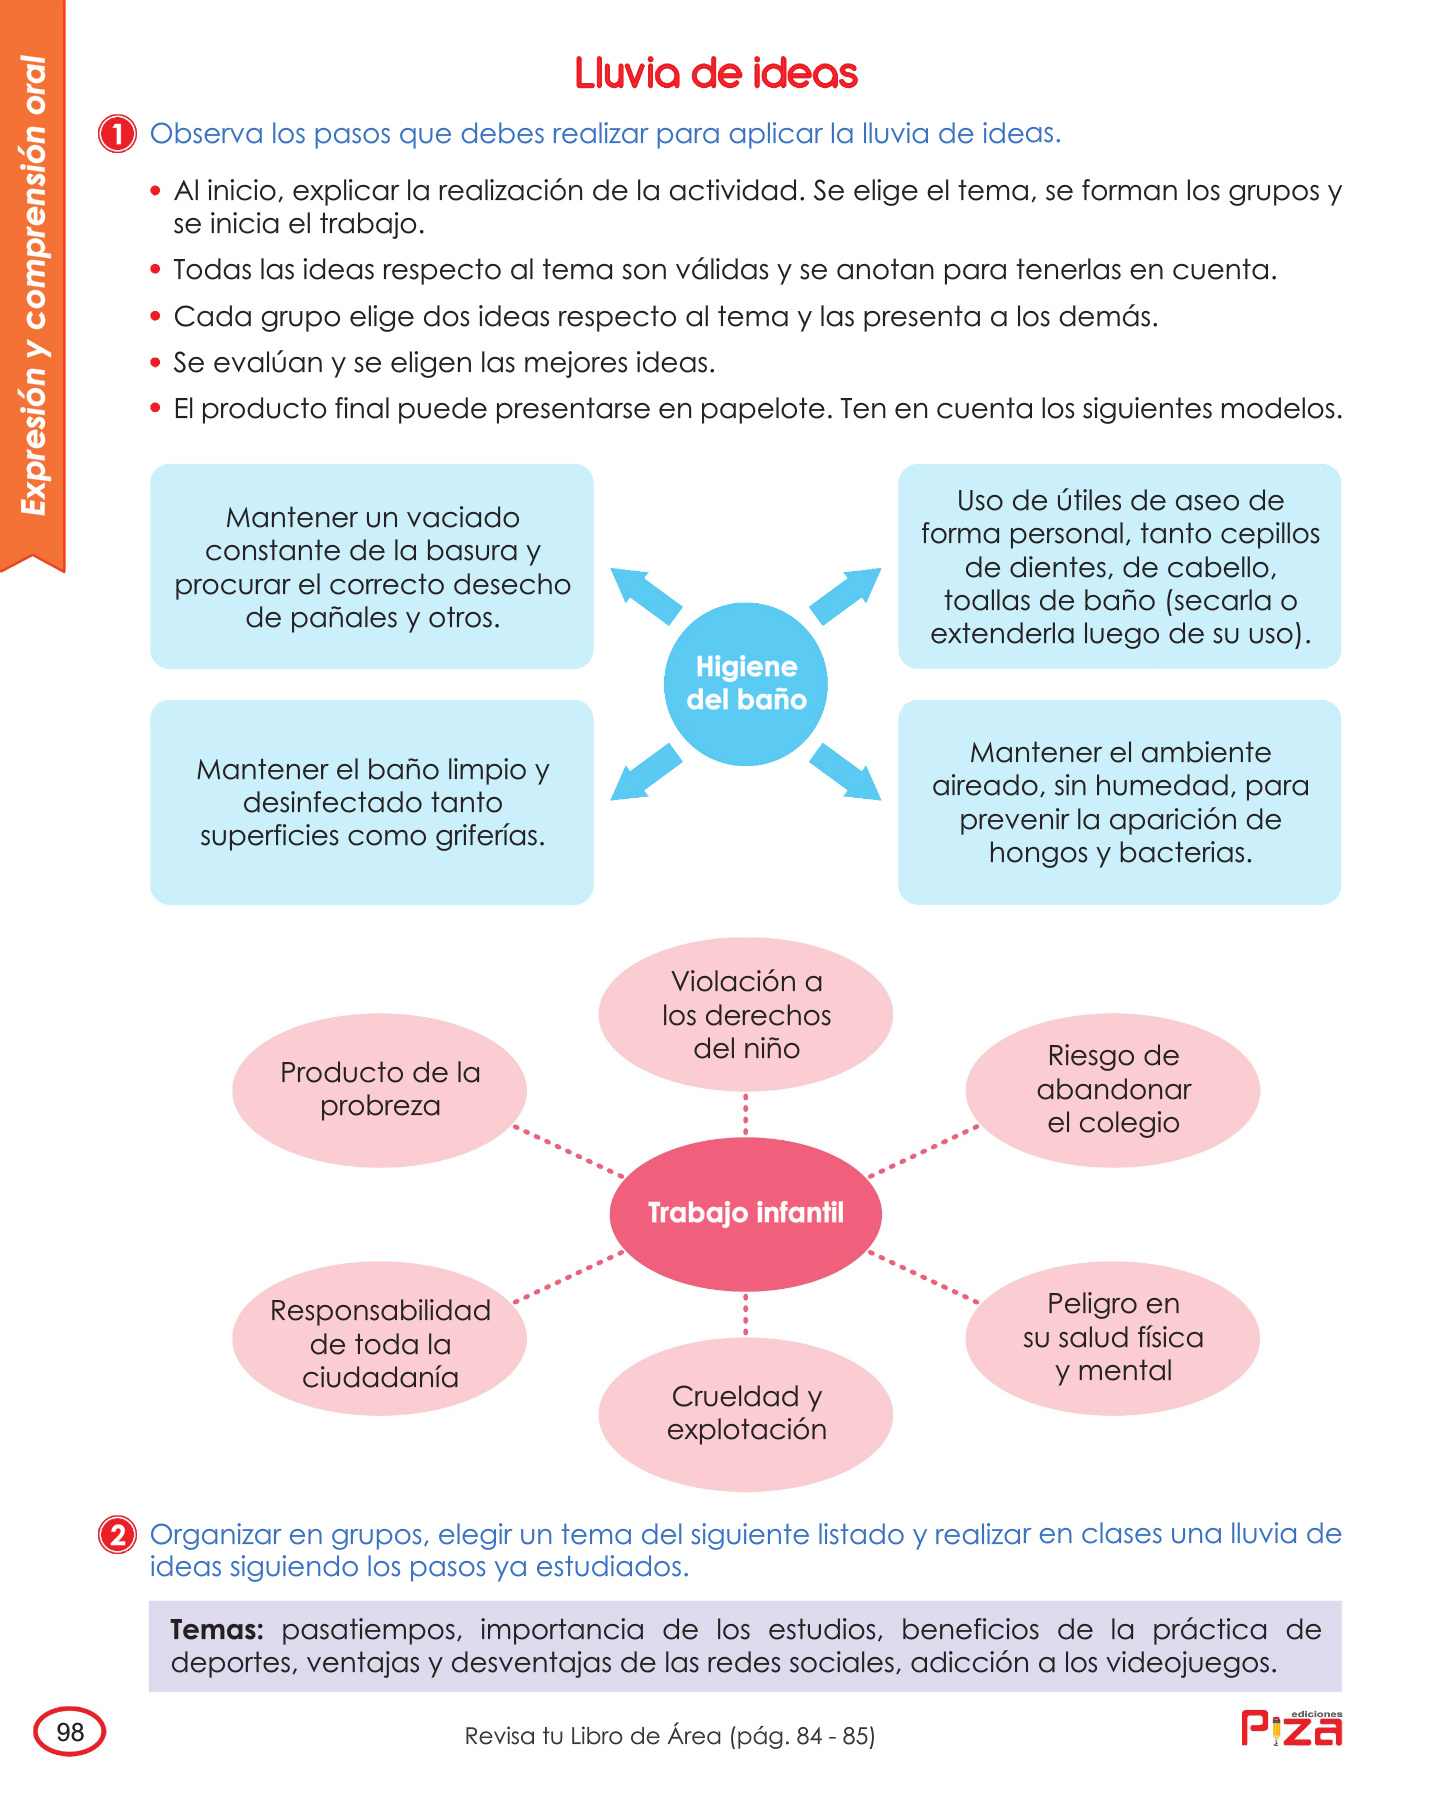 Expresión y comprensión oral
Lluvia de ideas
1 Observa los pasos que debes realizar para aplicar la lluvia de ideas.
• Al inicio, explicar la realización de la actividad. Se elige el tema, se forman los grupos y
se inicia el trabajo.
• Todas las ideas respecto al tema son válidas y se anotan para tenerlas en cuenta.
• Cada grupo elige dos ideas respecto al tema y las presenta a los demás.
• Se evalúan y se eligen las mejores ideas.
• El producto final puede presentarse en papelote. Ten en cuenta los siguientes modelos.
Mantener un vaciado
constante de la basura y
procurar el correcto desecho
de pañales y otros.
Uso de útiles de aseo de
forma personal, tanto cepillos
de dientes, de cabello,
toallas de baño (secarla o
extenderla luego de su uso).
Higiene
del baño
Mantener el baño limpio y
desinfectado tanto
superficies como griferías.
Mantener el ambiente
aireado, sin humedad, para
prevenir la aparición de
hongos y bacterias.
Violación a
los derechos
del niño
Producto de la
probreza
Riesgo de
abandonar
el colegio
Trabajo infantil
Responsabilidad
de toda la
ciudadanía
Peligro en
su salud física
y mental
Crueldad y
explotación
2 Organizar en grupos, elegir un tema del siguiente listado y realizar en clases una lluvia de
ideas siguiendo los pasos ya estudiados.
Temas: pasatiempos, importancia de los estudios, beneficios de la práctica de
deportes, ventajas y desventajas de las redes sociales, adicción a los videojuegos.
98
Revisa tu Libro de Área (pág. 84 - 85)
ediciones
Piza